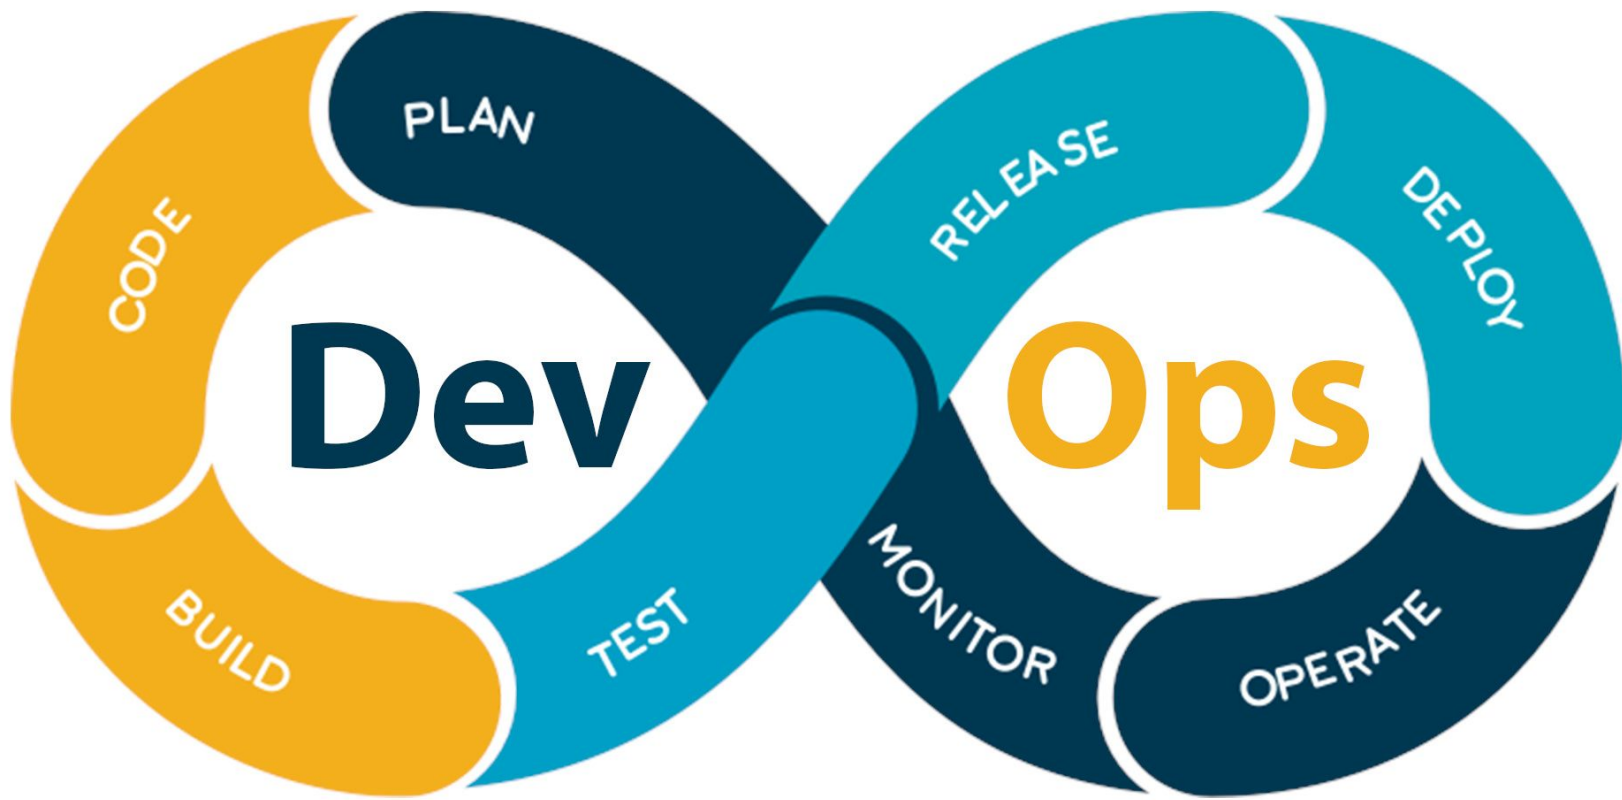 PLAN
CODE
BUILD
TEST
RELEASE
DEPLOY
OPERATE
MONITOR
Dev
Ops